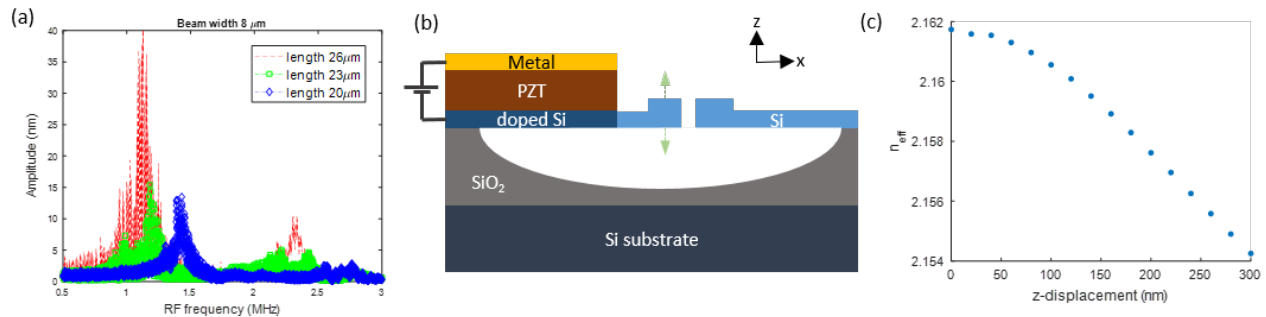 (a)
Beam width 8 μm
40
35
30
25
20
15
10
5
0
Amplitude (nm)
length 26μm
length 23μm
length 20μm
0.5
1
1.5
2
2.5
3
RF frequency (MHz)
(b)
z
x
Metal
PZT
doped Si
Si
SiO2
Si substrate
(c)
2.162
2.16
2.158
2.156
2.154
neff
0
50
100
150
200
250
300
z-displacement (nm)